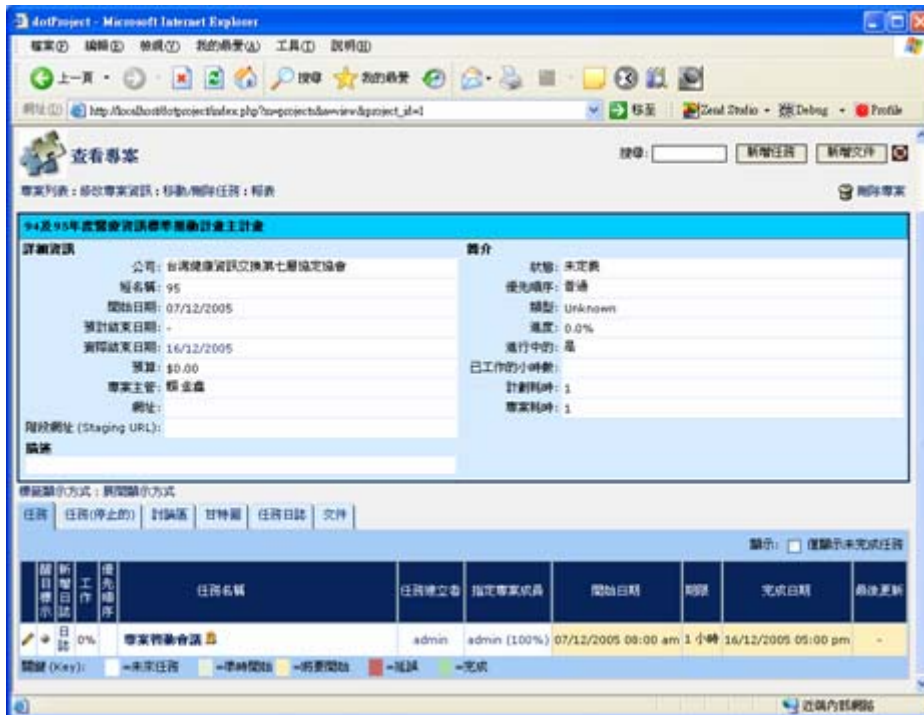 dotProject - Microsoft Internet Explorer
檔案(F) 編輯(E) 檢視(V) 我的最愛(A) 工具(T) 說明(H)
上一頁 搜尋 我的最愛
網址(D) http://localhost/dotproject/index.php?m=projects&a=view&project_id=1 移至 Zend Studio Debug Profile
查看專案 搜尋: 新增任務 新增文件
專案列表 : 修改專案資訊 : 移動/刪除任務 : 報表 刪除專案
94及95年度醫療資訊標準推動計畫主計畫
詳細資訊 簡介
公司: 台灣健康資訊交換第七層協定協會 狀態: 未定義
短名稱: 95 優先順序: 普通
開始日期: 07/12/2005 類型: Unknown
預計結束日期: - 進度: 0.0%
實際結束日期: 16/12/2005 進行中的: 是
預算: $0.00 已工作的小時數:
專案主管: 計劃耗時: 1
網址: 專案耗時: 1
階段網址 (Staging URL):
描述
標籤顯示方式 : 展開顯示方式
任務 任務(停止的) 討論區 甘特圖 任務日誌 文件
顯示: 僅顯示未完成任務
醒目標示 新增日誌 工作 優先順序 任務名稱 任務建立者 指定專案成員 開始日期 期限 完成日期 最後更新
日誌 0% 專案啓動會議 admin admin (100%) 07/12/2005 08:00 am 1 小時 16/12/2005 05:00 pm -
關鍵 (Key): =未來任務 =準時開始 =將要開始 =延誤 =完成
近端內部網路